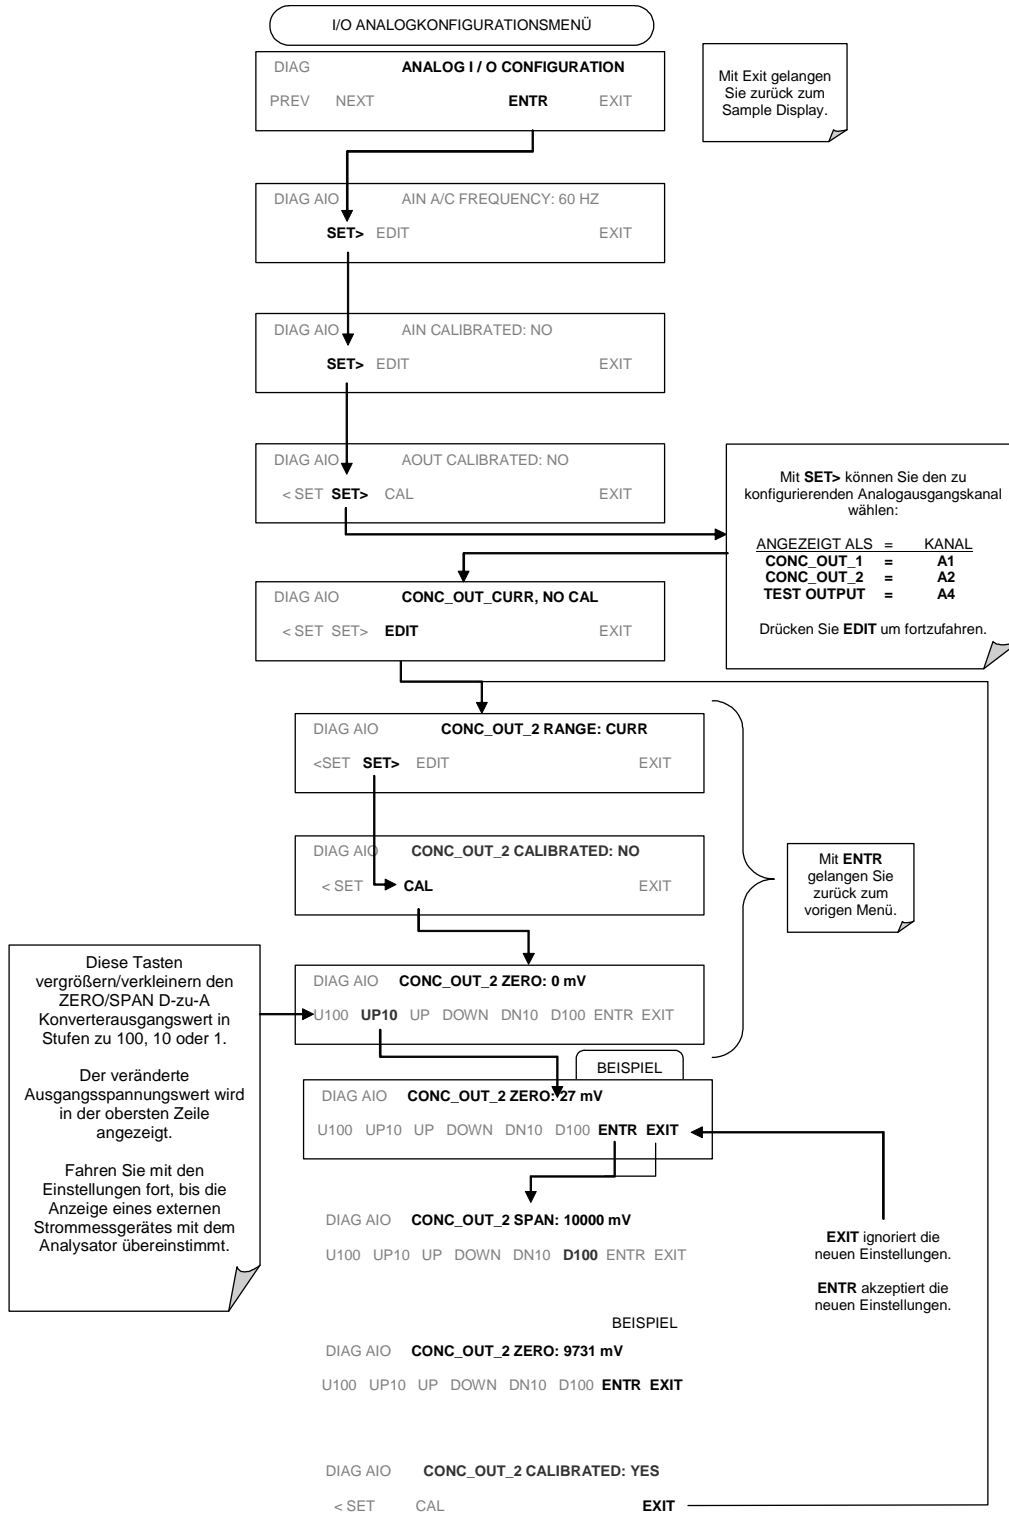 I/O ANALOGKONFIGURATIONSMENÜ
DIAG ANALOG I / O CONFIGURATION
PREV NEXT ENTR EXIT
Mit Exit gelangen
Sie zurück zum
Sample Display.
DIAG AIO AIN A/C FREQUENCY: 60 HZ
SET> EDIT EXIT
DIAG AIO AIN CALIBRATED: NO
SET> EDIT EXIT
DIAG AIO AOUT CALIBRATED: NO
< SET SET> CAL EXIT
Mit SET> können Sie den zu
konfigurierenden Analogausgangskanal
wählen:
ANGEZEIGT ALS = KANAL
CONC_OUT_1 = A1
CONC_OUT_2 = A2
TEST OUTPUT = A4
Drücken Sie EDIT um fortzufahren.
DIAG AIO CONC_OUT_CURR, NO CAL
< SET SET> EDIT EXIT
DIAG AIO CONC_OUT_2 RANGE: CURR
<SET SET> EDIT EXIT
DIAG AIO CONC_OUT_2 CALIBRATED: NO
< SET CAL EXIT
Mit ENTR
gelangen Sie
zurück zum
vorigen Menü.
Diese Tasten
vergrößern/verkleinern den
ZERO/SPAN D-zu-A
Konverterausgangswert in
Stufen zu 100, 10 oder 1.
Der veränderte
Ausgangsspannungswert wird
in der obersten Zeile
angezeigt.
Fahren Sie mit den
Einstellungen fort, bis die
Anzeige eines externen
Strommessgerätes mit dem
Analysator übereinstimmt.
DIAG AIO CONC_OUT_2 ZERO: 0 mV
U100 UP10 UP DOWN DN10 D100 ENTR EXIT
BEISPIEL
DIAG AIO CONC_OUT_2 ZERO: 27 mV
U100 UP10 UP DOWN DN10 D100 ENTR EXIT
DIAG AIO CONC_OUT_2 SPAN: 10000 mV
U100 UP10 UP DOWN DN10 D100 ENTR EXIT
EXIT ignoriert die
neuen Einstellungen.
ENTR akzeptiert die
neuen Einstellungen.
BEISPIEL
DIAG AIO CONC_OUT_2 ZERO: 9731 mV
U100 UP10 UP DOWN DN10 D100 ENTR EXIT
DIAG AIO CONC_OUT_2 CALIBRATED: YES
< SET CAL EXIT